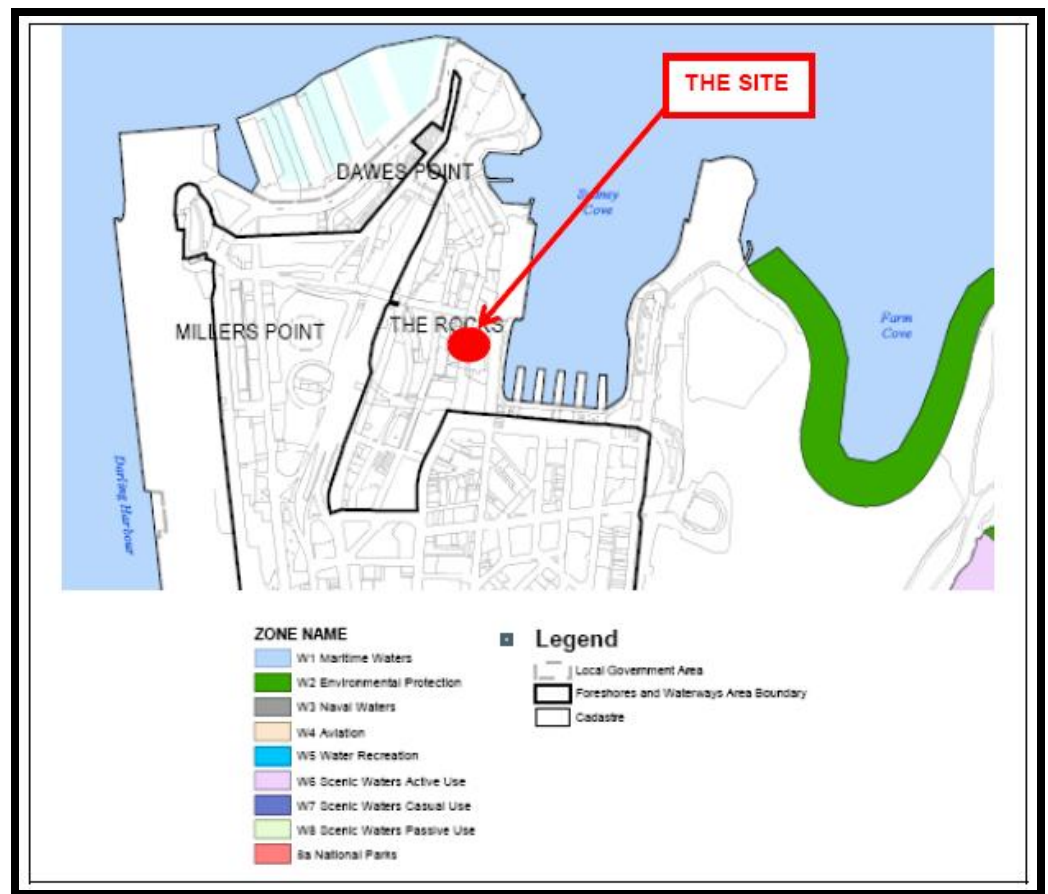 THE SITE
DAWES POINT
Sydney
Cove
THE ROCKS
MILLERS POINT
Farm
Cove
Darling Harbour
ZONE NAME
W1 Maritime Waters
W2 Environmental Protection
W3 Naval Waters
W4 Aviation
W5 Water Recreation
W6 Scenic Waters Active Use
W7 Scenic Waters Casual Use
W8 Scenic Waters Passive Use
8a National Parks
Legend
Local Government Area
Foreshores and Waterways Area Boundary
Cadastre